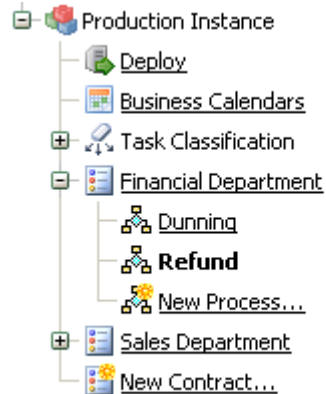 Production Instance
Deploy
Business Calendars
Task Classification
Financial Department
Dunning
Refund
New Process...
Sales Department
New Contract...